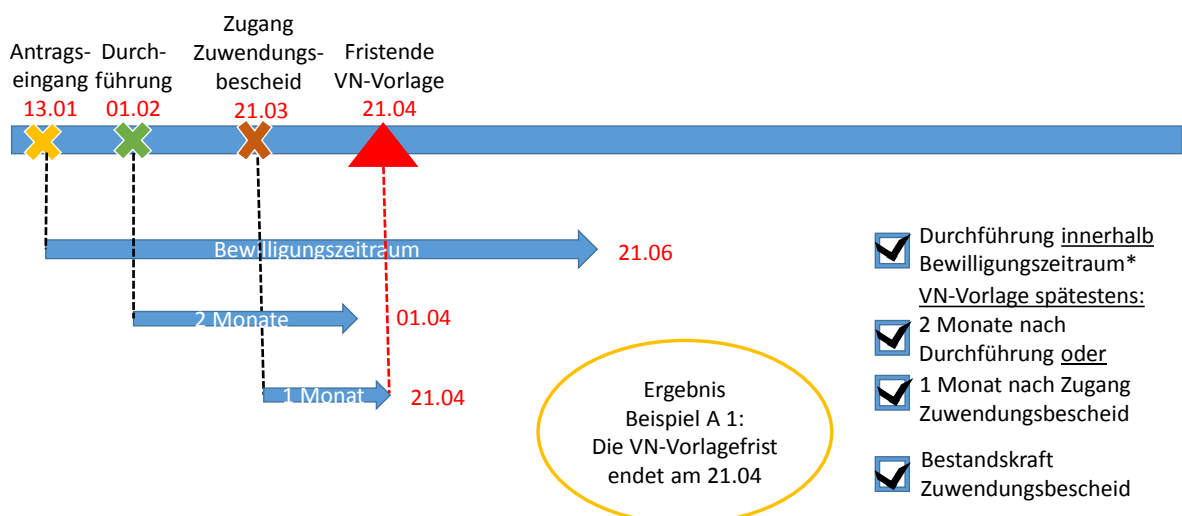 Antrags-
eingang
13.01
Durch-
führung
01.02
Zugang
Zuwendungs-
bescheid
21.03
Fristende
VN-Vorlage
21.04
Bewilligungszeitraum
21.06
2 Monate
01.04
1 Monat
21.04
Ergebnis
Beispiel A 1:
Die VN-Vorlagefrist
endet am 21.04
Durchführung innerhalb
Bewilligungszeitraum*
VN-Vorlage spätestens:
2 Monate nach
Durchführung oder
1 Monat nach Zugang
Zuwendungsbescheid
Bestandskraft
Zuwendungsbescheid